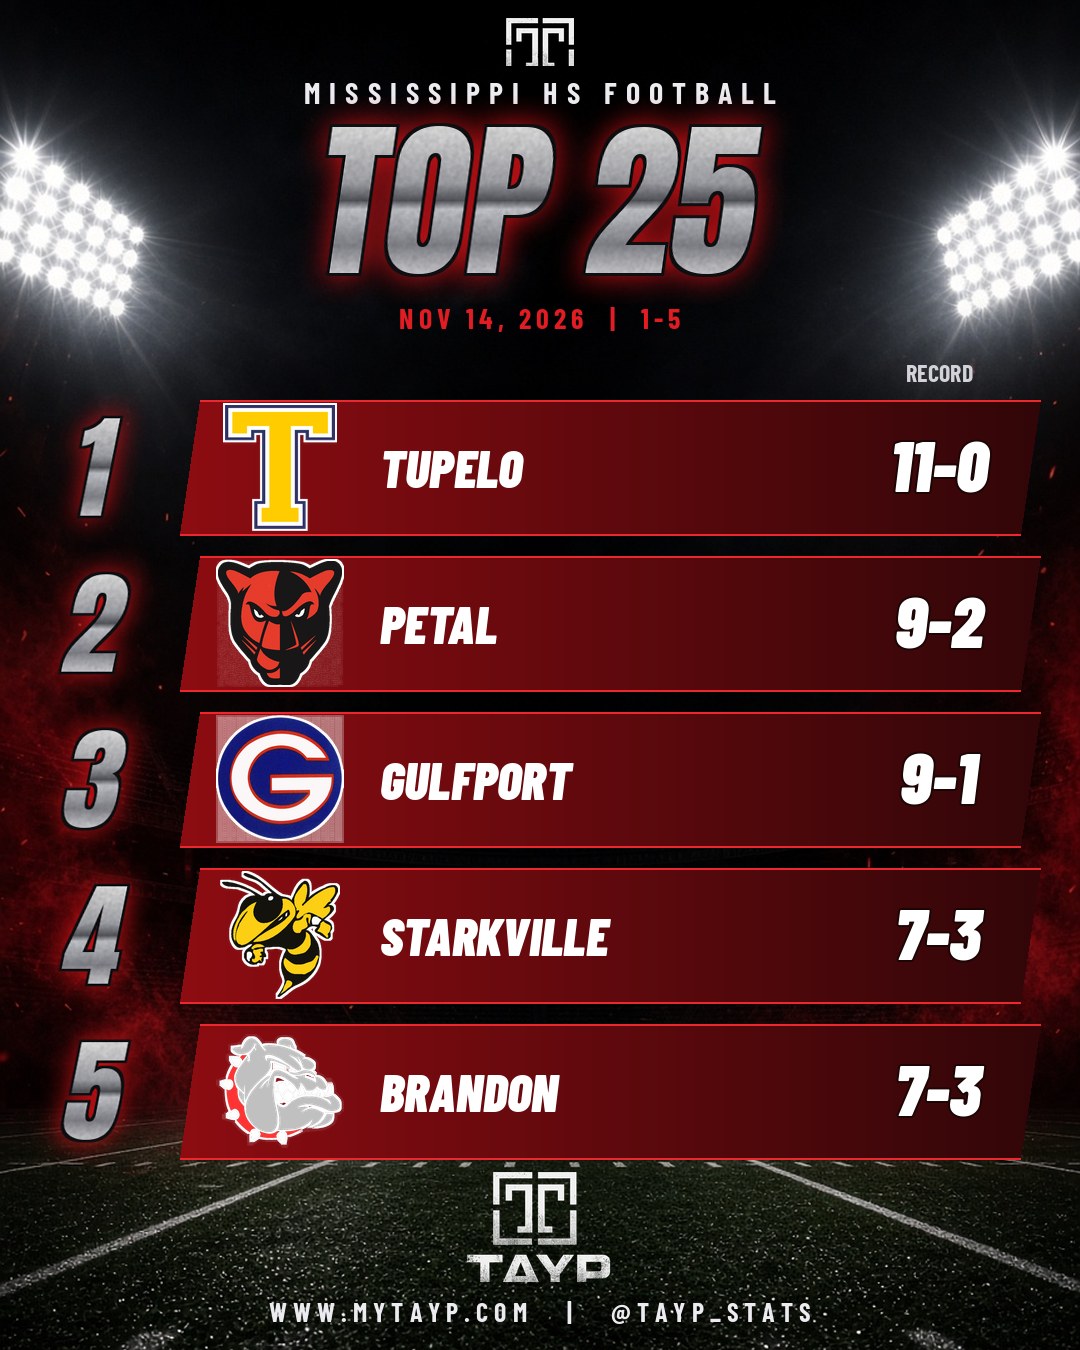 MISSISSIPPI HS FOOTBALL
TOP 25
NOV 14, 2026 | 1-5
RECORD
1 TUPELO 11-0
2 PETAL 9-2
3 GULFPORT 9-1
4 STARKVILLE 7-3
5 BRANDON 7-3
TAYP
WWW.MYTAYP.COM | @TAYP_STATS